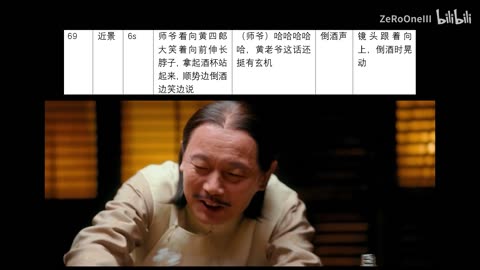 ZeRoOneIII bilibili
69 近景 6s 师爷看向黄四郎 （师）哈哈哈哈 倒酒声 镜头跟着向
大笑着向前伸长 哈，黄老爷这话还 上，倒酒时晃
脖子，拿起酒杯站 挺有玄机 动
起来，顺势边倒酒
边笑边说